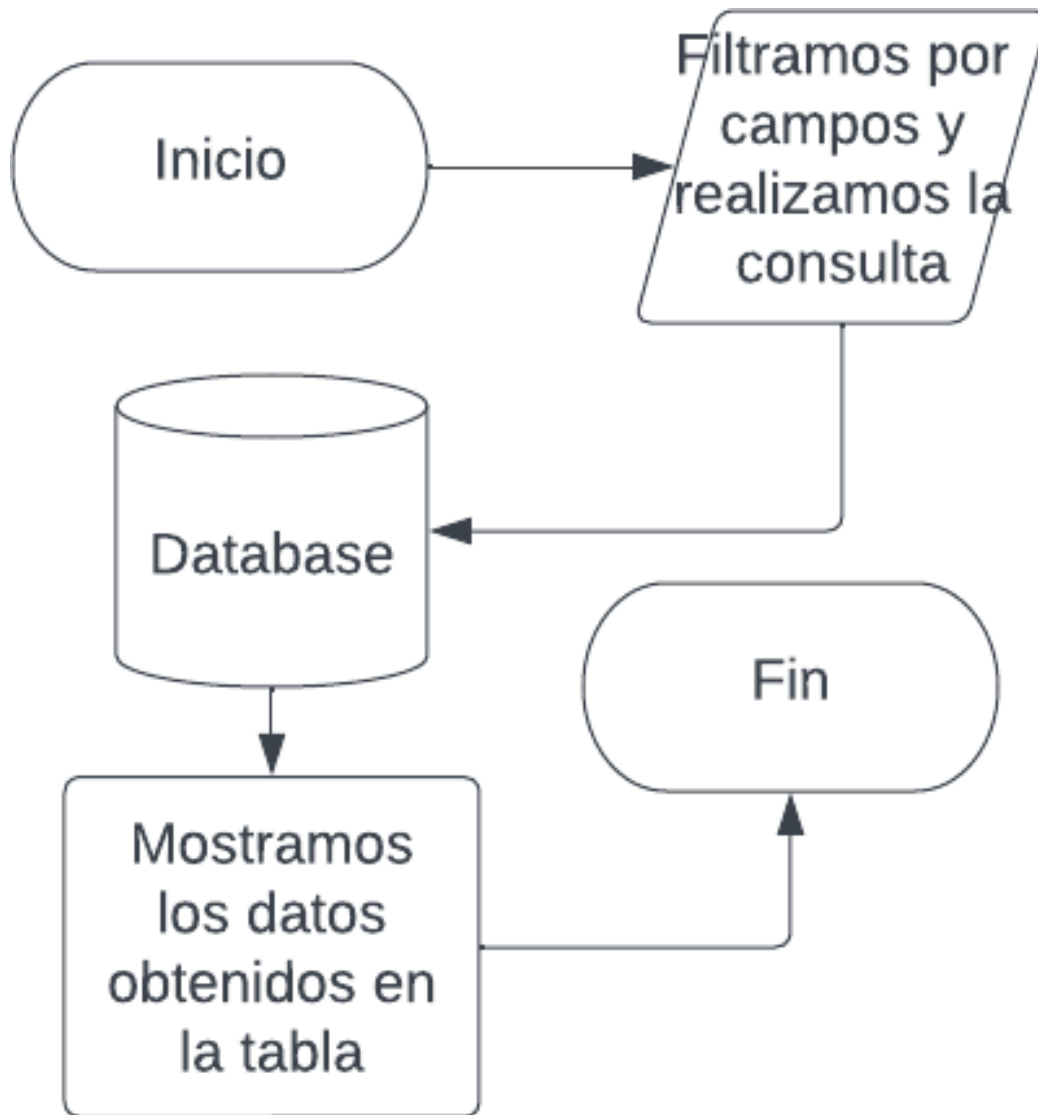 Inicio
Filtramos por
campos y
realizamos la
consulta
Database
Mostramos
los datos
obtenidos en
la tabla
Fin